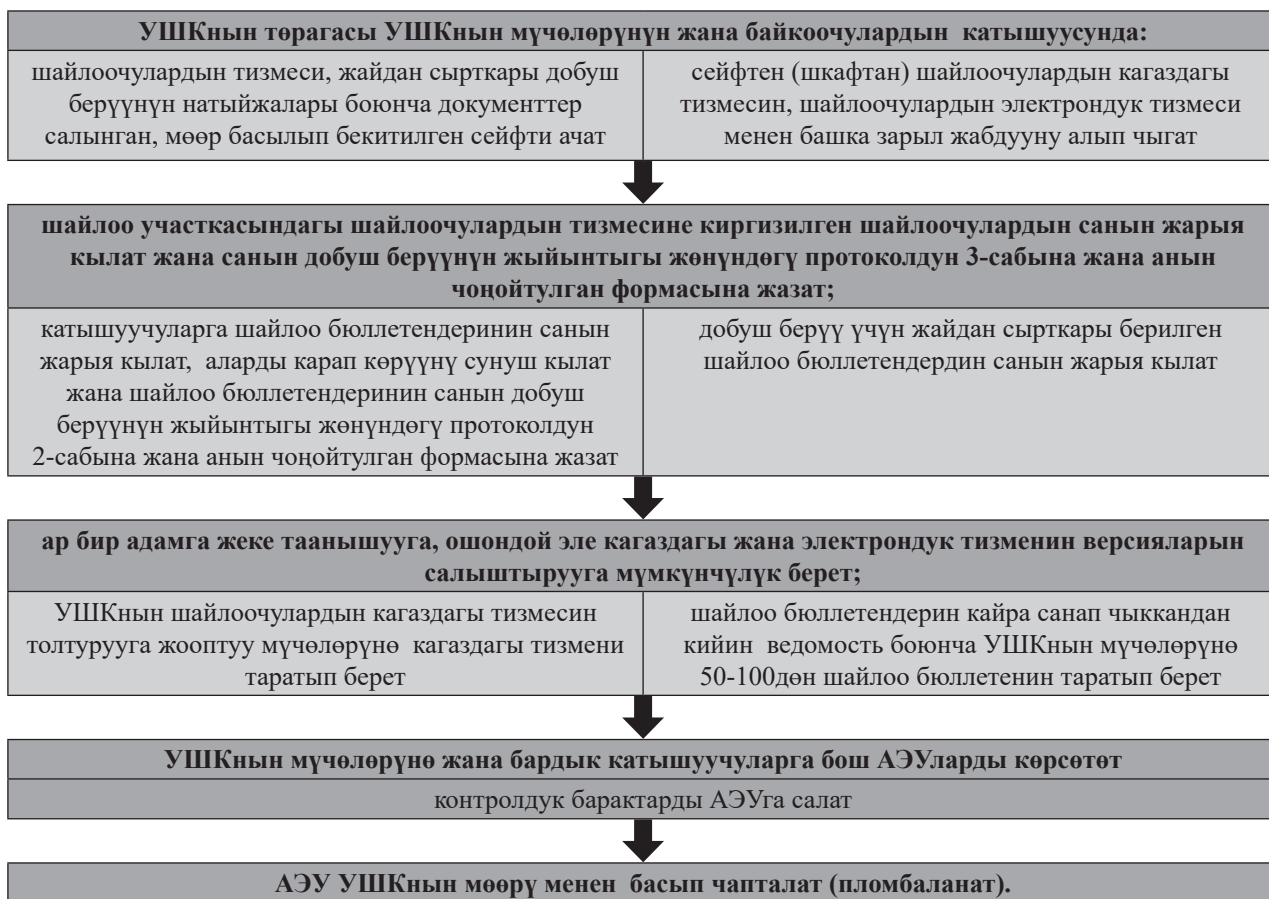 УШКнын төрагасы УШКнын мүчөлөрүнүн жана байкоочулардын катышуусунда:
шайлоочулардын тизмеси, жайдан сырткары добуш
берүүнүн натыйжалары боюнча документтер
салынган, мөөр басылып бекитилген сейфти ачат
сейфтен (шкафтан) шайлоочулардын кагаздагы
тизмесин, шайлоочулардын электрондук тизмеси
менен башка зарыл жабдууну алып чыгат
шайлоо участкасындагы шайлоочулардын тизмесине киргизилген шайлоочулардын санын жарыя
кылат жана санын добуш берүүнүн жыйынтыгы жөнүндөгү протоколдун 3-сабына жана анын
чоңойтулган формасына жазат;
катышуучуларга шайлоо бюллетендеринин санын
жарыя кылат, аларды карап көрүүнү сунуш кылат
жана шайлоо бюллетендеринин санын добуш
берүүнүн жыйынтыгы жөнүндөгү протоколдун
2-сабына жана анын чоңойтулган формасына жазат
добуш берүү үчүн жайдан сырткары берилген
шайлоо бюллетендердин санын жарыя кылат
ар бир адамга жеке таанышууга, ошондой эле кагаздагы жана электрондук тизменин версияларын
салыштырууга мүмкүнчүлүк берет;
УШКнын шайлоочулардын кагаздагы тизмесин
толтурууга жооптуу мүчөлөрүнө кагаздагы тизмени
таратып берет
шайлоо бюллетендерин кайра санап чыккандан
кийин ведомость боюнча УШКнын мүчөлөрүнө
50-100дөн шайлоо бюллетенин таратып берет
УШКнын мүчөлөрүнө жана бардык катышуучуларга бош АЭУларды көрсөтөт
контролдук барактарды АЭУга салат
АЭУ УШКнын мөөрү менен басып чапталат (пломбаланат).